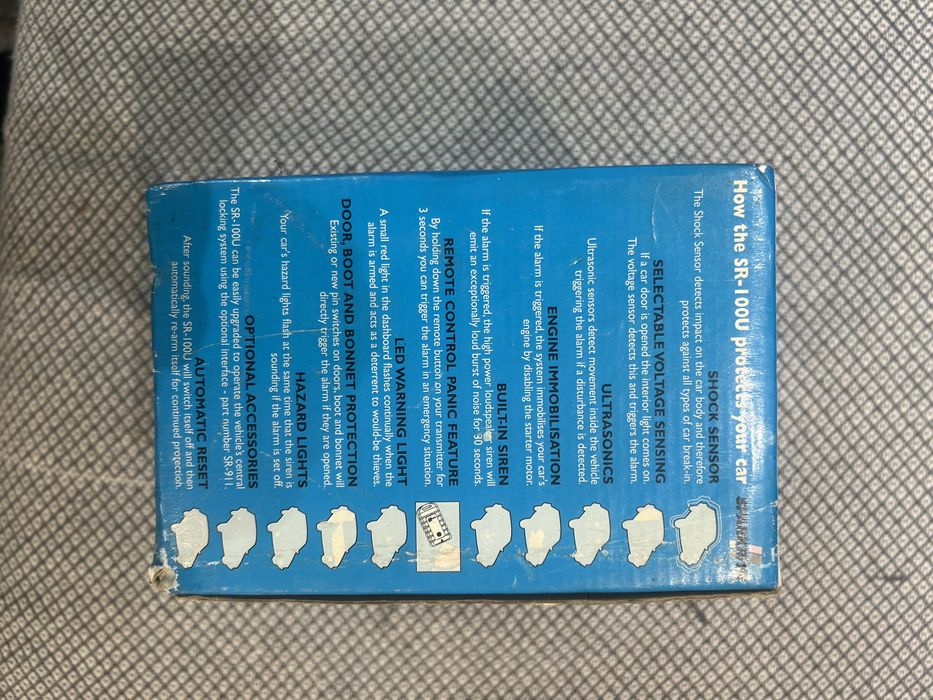 How the SR-100U protects your car
SHOCK SENSOR
The Shock Sensor detects impact on the car body and therefore
protects against all types of car break-in.
SELECTABLE VOLTAGE SENSING
If a car door is opened the interior light comes on.
The voltage sensor detects this and triggers the alarm.
ULTRASONICS
Ultrasonic sensors detect movement inside the vehicle
triggering the alarm if a disturbance is detected.
ENGINE IMMOBILISATION
If the alarm is triggered, the system immobilises your car's
engine by disabling the starter motor.
BUILT-IN SIREN
If the alarm is triggered, the high power loudspeaker siren will
emit an exceptionally loud burst of noise for 30 seconds.
REMOTE CONTROL PANIC FEATURE
By holding down the remote button on your transmitter for
3 seconds you can trigger the alarm in an emergency situation.
LED WARNING LIGHT
A small red light in the dashboard flashes continually when the
alarm is armed and acts as a deterrent to would-be thieves.
DOOR, BOOT AND BONNET PROTECTION
Existing or new pin switches on doors, boot and bonnet will
directly trigger the alarm if they are opened.
HAZARD LIGHTS
Your car's hazard lights flash at the same time that the siren is
sounding if the alarm is set off.
OPTIONAL ACCESSORIES
The SR-100U can be easily upgraded to operate the vehicle's central
locking system using the optional interface - part number SR-911.
AUTOMATIC RESET
After sounding, the SR-100U will switch itself off and then
automatically re-arm itself for continued protection.